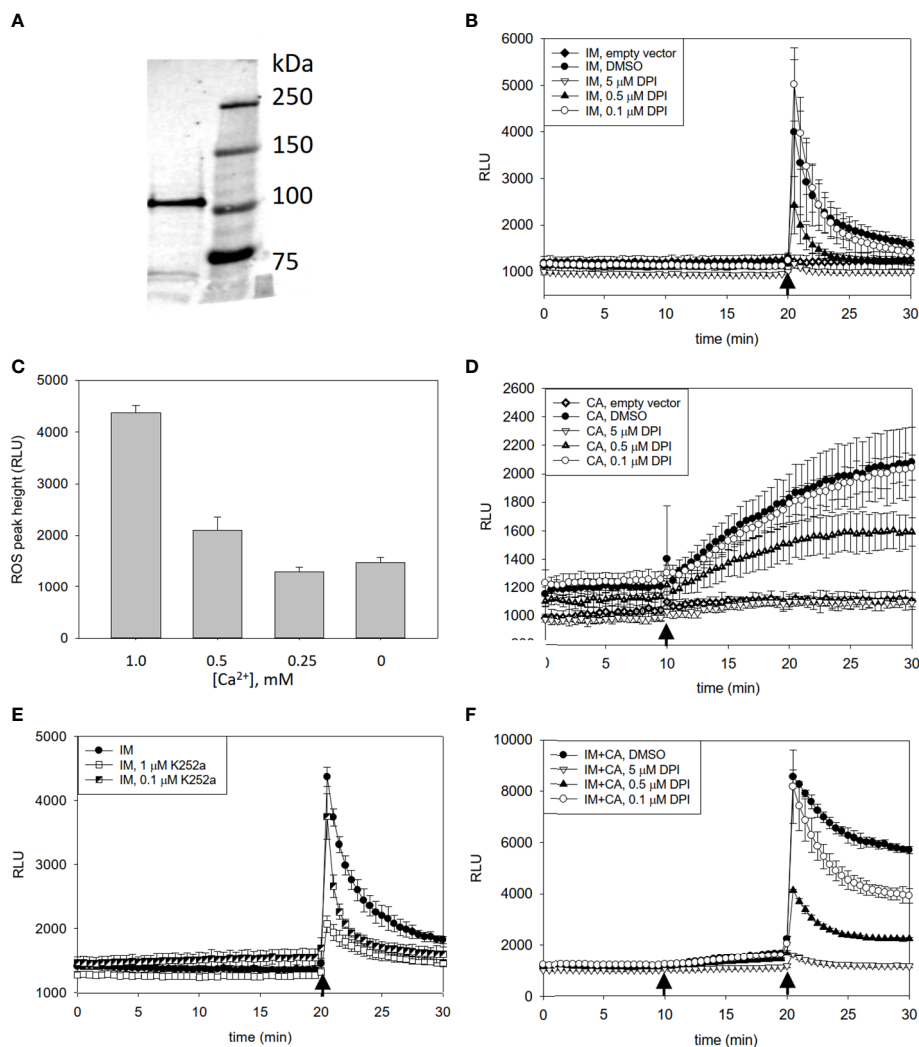 A
kDa
250
150
100
75
B
IM, empty vector
IM, DMSO
IM, 5 μM DPI
IM, 0.5 μM DPI
IM, 0.1 μM DPI
6000
5000
4000
3000
2000
1000
RLU
0 5 10 15 20 25 30
time (min)
C
5000
4000
3000
2000
1000
0
ROS peak height (RLU)
1.0 0.5 0.25 0
[Ca²⁺], mM
D
CA, empty vector
CA, DMSO
CA, 5 μM DPI
CA, 0.5 μM DPI
CA, 0.1 μM DPI
2600
2400
2200
2000
1800
1600
1400
1200
1000
RLU
0 5 10 15 20 25 30
time (min)
E
IM
IM, 1 μM K252a
IM, 0.1 μM K252a
5000
4000
3000
2000
1000
RLU
0 5 10 15 20 25 30
time (min)
F
IM+CA, DMSO
IM+CA, 5 μM DPI
IM+CA, 0.5 μM DPI
IM+CA, 0.1 μM DPI
10000
8000
6000
4000
2000
0
RLU
0 5 10 15 20 25 30
time (min)